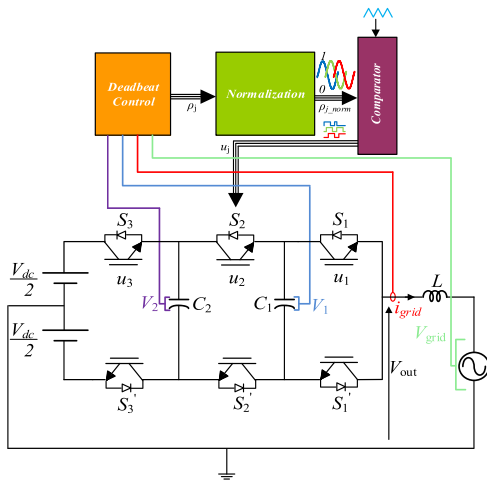 Deadbeat
Control
ρj
Normalization
1
0
ρj_norm
Comparator
uj
S3
S2
S1
u3
u2
u1
Vdc
2
V2
C2
C1
V1
L
igrid
Vgrid
Vdc
2
Vout
S3'
S2'
S1'